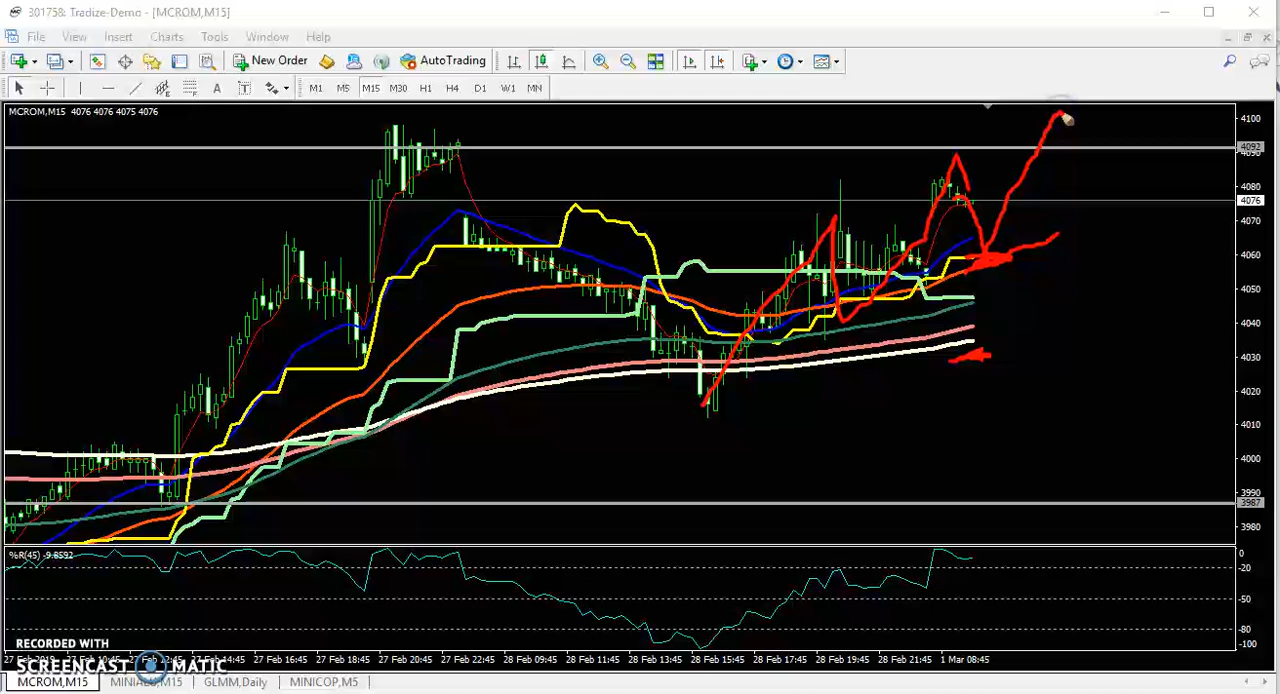 301758: Tradize-Demo - [MCROM,M15]
File View Insert Charts Tools Window Help
New Order AutoTrading
A T M1 M5 M15 M30 H1 H4 D1 W1 MN
MCROM,M15 4076 4076 4075 4076
4100
4092
4090
4080
4076
4070
4060
4050
4040
4030
4020
4010
4000
3990
3987
3980
%R(45) -9.8592
0
-20
-50
-80
-100
RECORDED WITH
SCREENCAST MATIC
27 Feb 14:45 27 Feb 16:45 27 Feb 18:45 27 Feb 20:45 27 Feb 22:45 28 Feb 09:45 28 Feb 11:45 28 Feb 13:45 28 Feb 15:45 28 Feb 17:45 28 Feb 19:45 28 Feb 21:45 1 Mar 08:45
MCROM,M15 GLMM,Daily MINICOP,M5